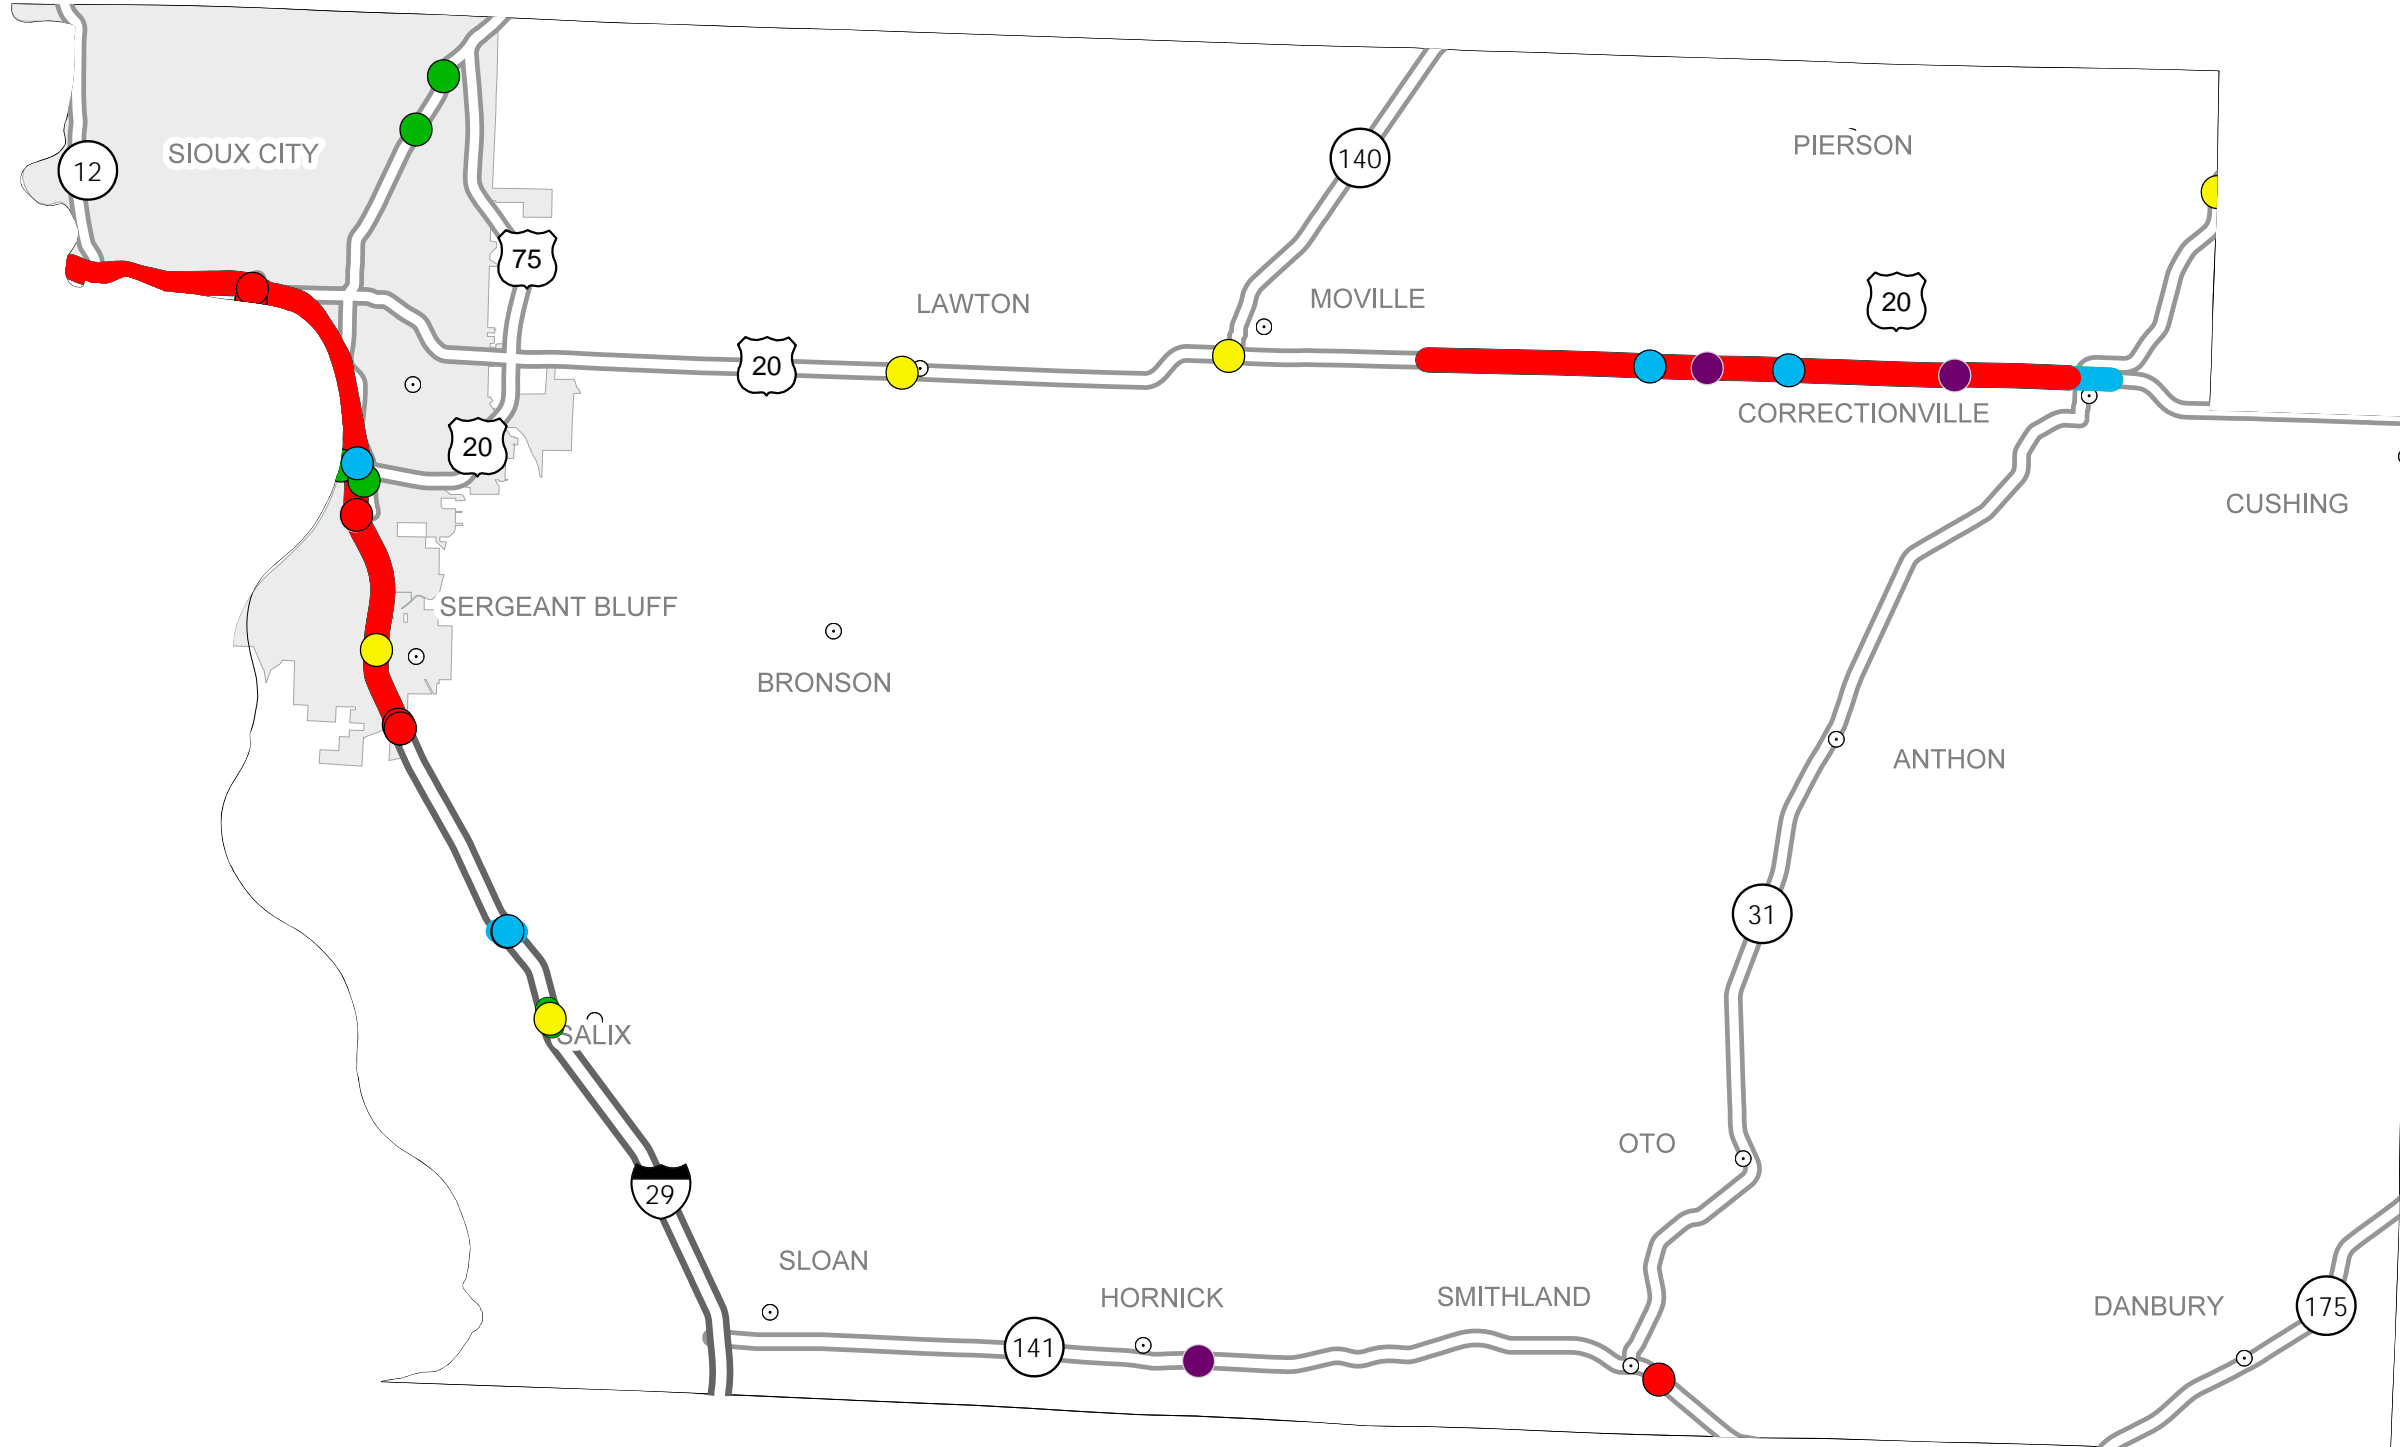 PIERSON
SIOUX CITY
140
12
75
LAWTON
MOVILLE
20
20
CORRECTIONVILLE
20
CUSHING
SERGEANT BLUFF
BRONSON
ANTHON
31
SALIX
OTO
29
SLOAN
HORNICK
SMITHLAND
DANBURY
175
141